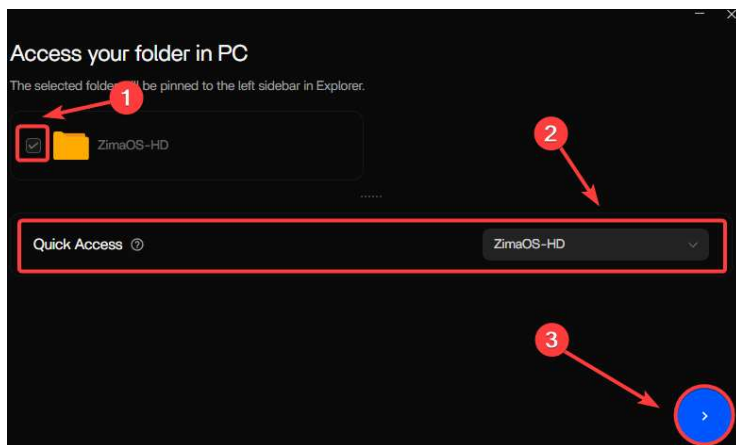 Access your folder in PC
The selected folder will be pinned to the left sidebar in Explorer.
1
ZimaOS-HD
2
Quick Access
ZimaOS-HD
3